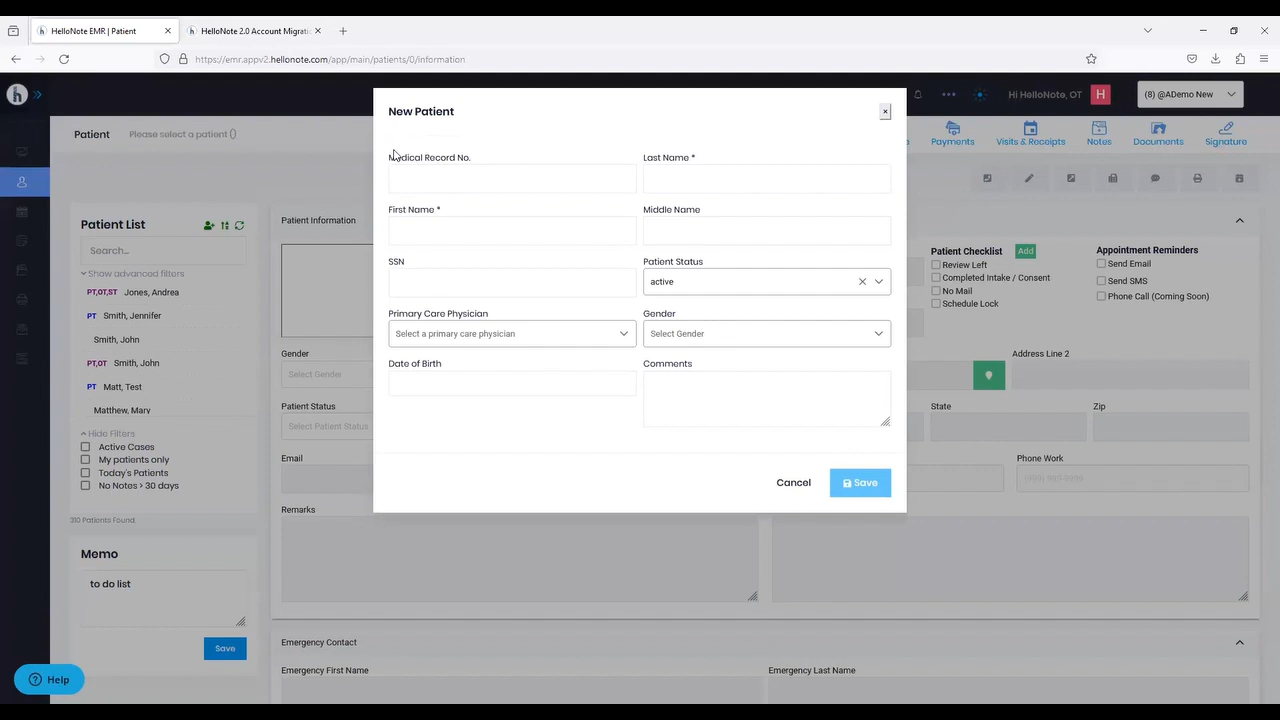 HelloNote EMR | Patient
HelloNote 2.0 Account Migrati
https://emr.appv2.hellonote.com/app/main/patients/0/information
h
Hi HelloNote, OT
H
(8) @ADemo New
Patient
Please select a patient ()
Payments
Visits & Receipts
Notes
Documents
Signature
New Patient
Medical Record No.
Last Name *
First Name *
Middle Name
SSN
Patient Status
active
Primary Care Physician
Gender
Select a primary care physician
Select Gender
Date of Birth
Comments
Cancel
Save
Patient List
Search...
Show advanced filters
PT,OT,ST Jones, Andrea
PT Smith, Jennifer
Smith, John
PT,OT Smith, John
PT Matt, Test
Matthew, Mary
Hide Filters
Active Cases
My patients only
Today's Patients
No Notes > 30 days
310 Patients Found.
Memo
to do list
Save
Help
Patient Information
Gender
Select Gender
Patient Status
Select Patient Status
Email
Remarks
Patient Checklist
Add
Review Left
Completed Intake / Consent
No Mail
Schedule Lock
Appointment Reminders
Send Email
Send SMS
Phone Call (Coming Soon)
Address Line 2
State
Zip
Phone Work
(999) 999-9999
Emergency Contact
Emergency First Name
Emergency Last Name